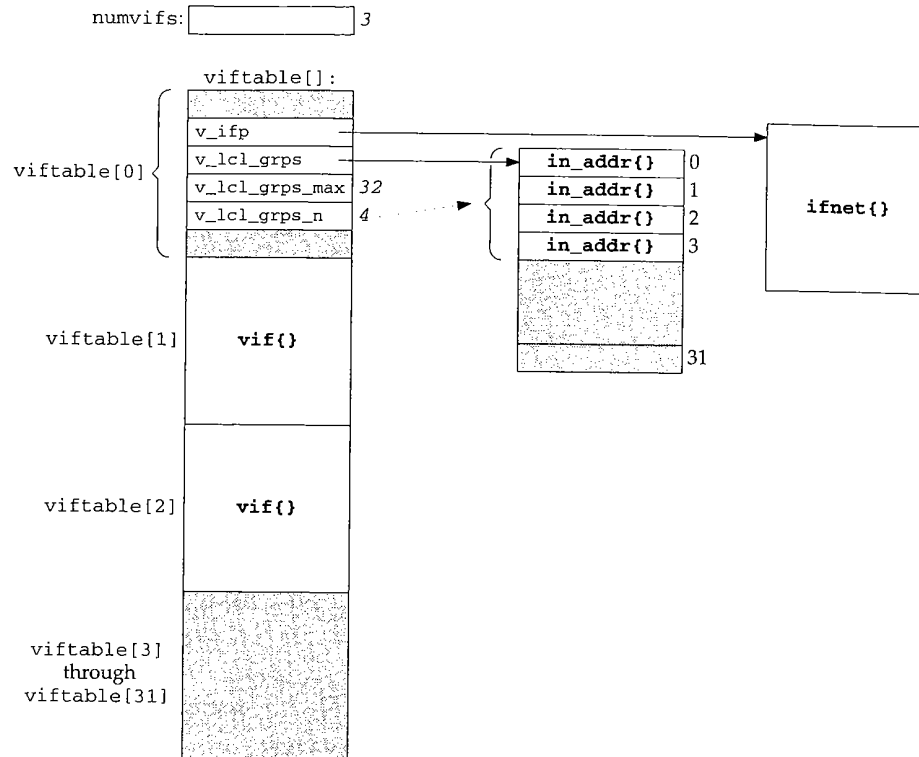 numvifs: 3
viftable[]:
viftable[0]
v_ifp
v_lcl_grps
v_lcl_grps_max 32
v_lcl_grps_n 4
in_addr{} 0
in_addr{} 1
in_addr{} 2
in_addr{} 3
31
ifnet{}
viftable[1] vif{}
viftable[2] vif{}
viftable[3]
through
viftable[31]